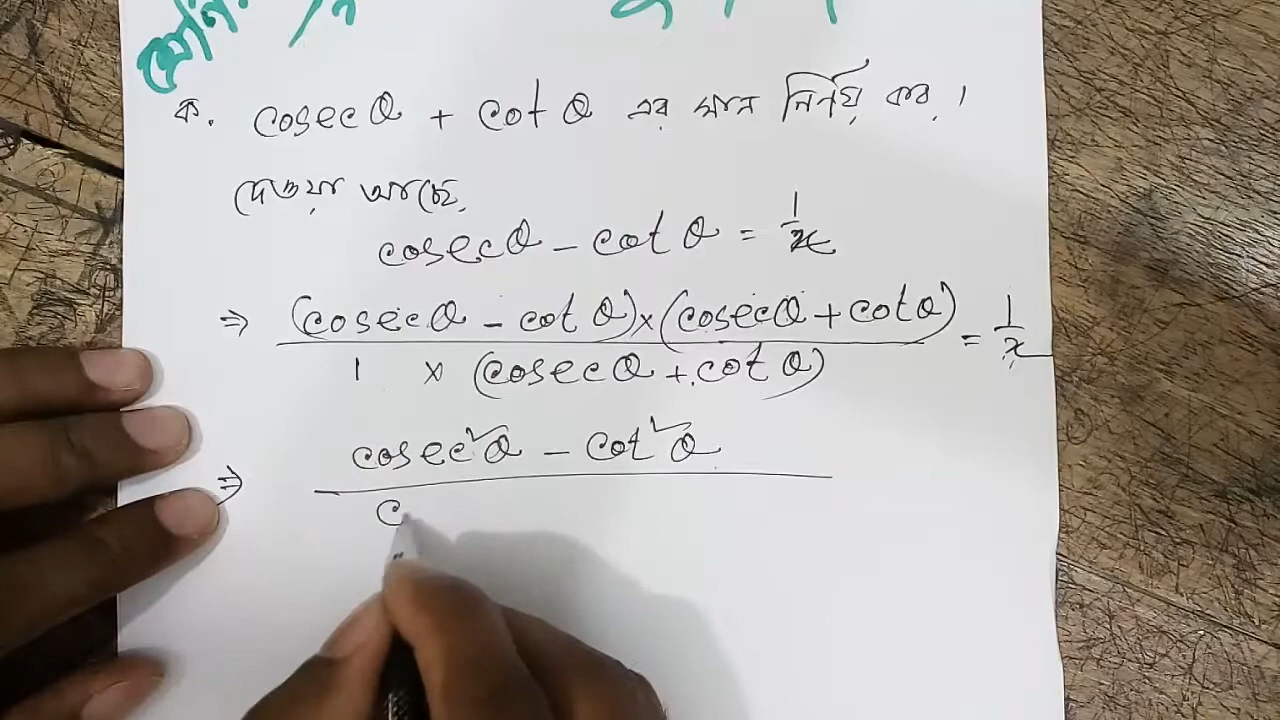 শ্রেণি:
ক. cosecθ + cotθ এর মান নির্ণয় কর।
দেওয়া আছে,
cosecθ - cotθ = 1/x
⇒ (cosecθ - cotθ)×(cosecθ + cotθ) / 1 × (cosecθ + cotθ) = 1/x
⇒ cosec²θ - cot²θ / c